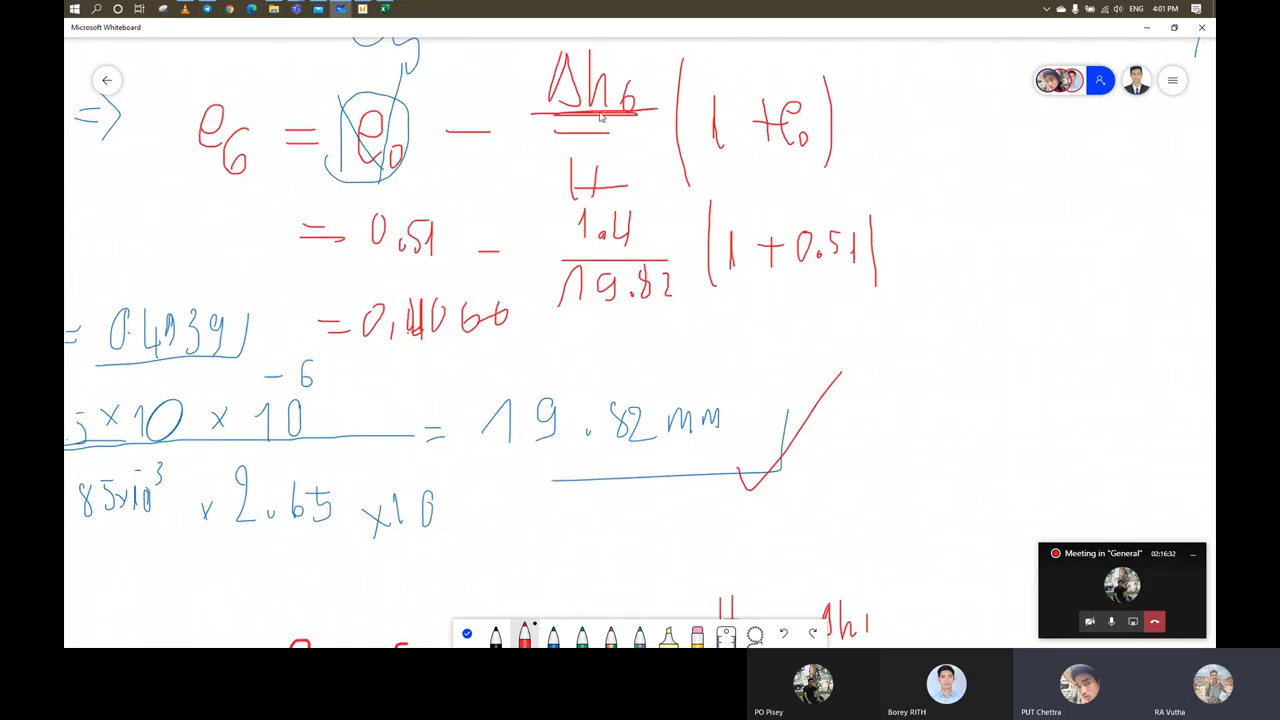 ENG 4:01 PM
Microsoft Whiteboard
=> e6 = e0 - Δh6 / H (1 + e0)
= 0.51 - 1.4 / 19.82 (1 + 0.51)
= 0.4066
= 0.4939
5 × 10 × 10^-6 / 85×10^-3 × 2.65 × 10 = 19.82 mm
Meeting in "General" 02:16:32
PO Pisey
Borey RITH
PUT Chettra
RA Vutha